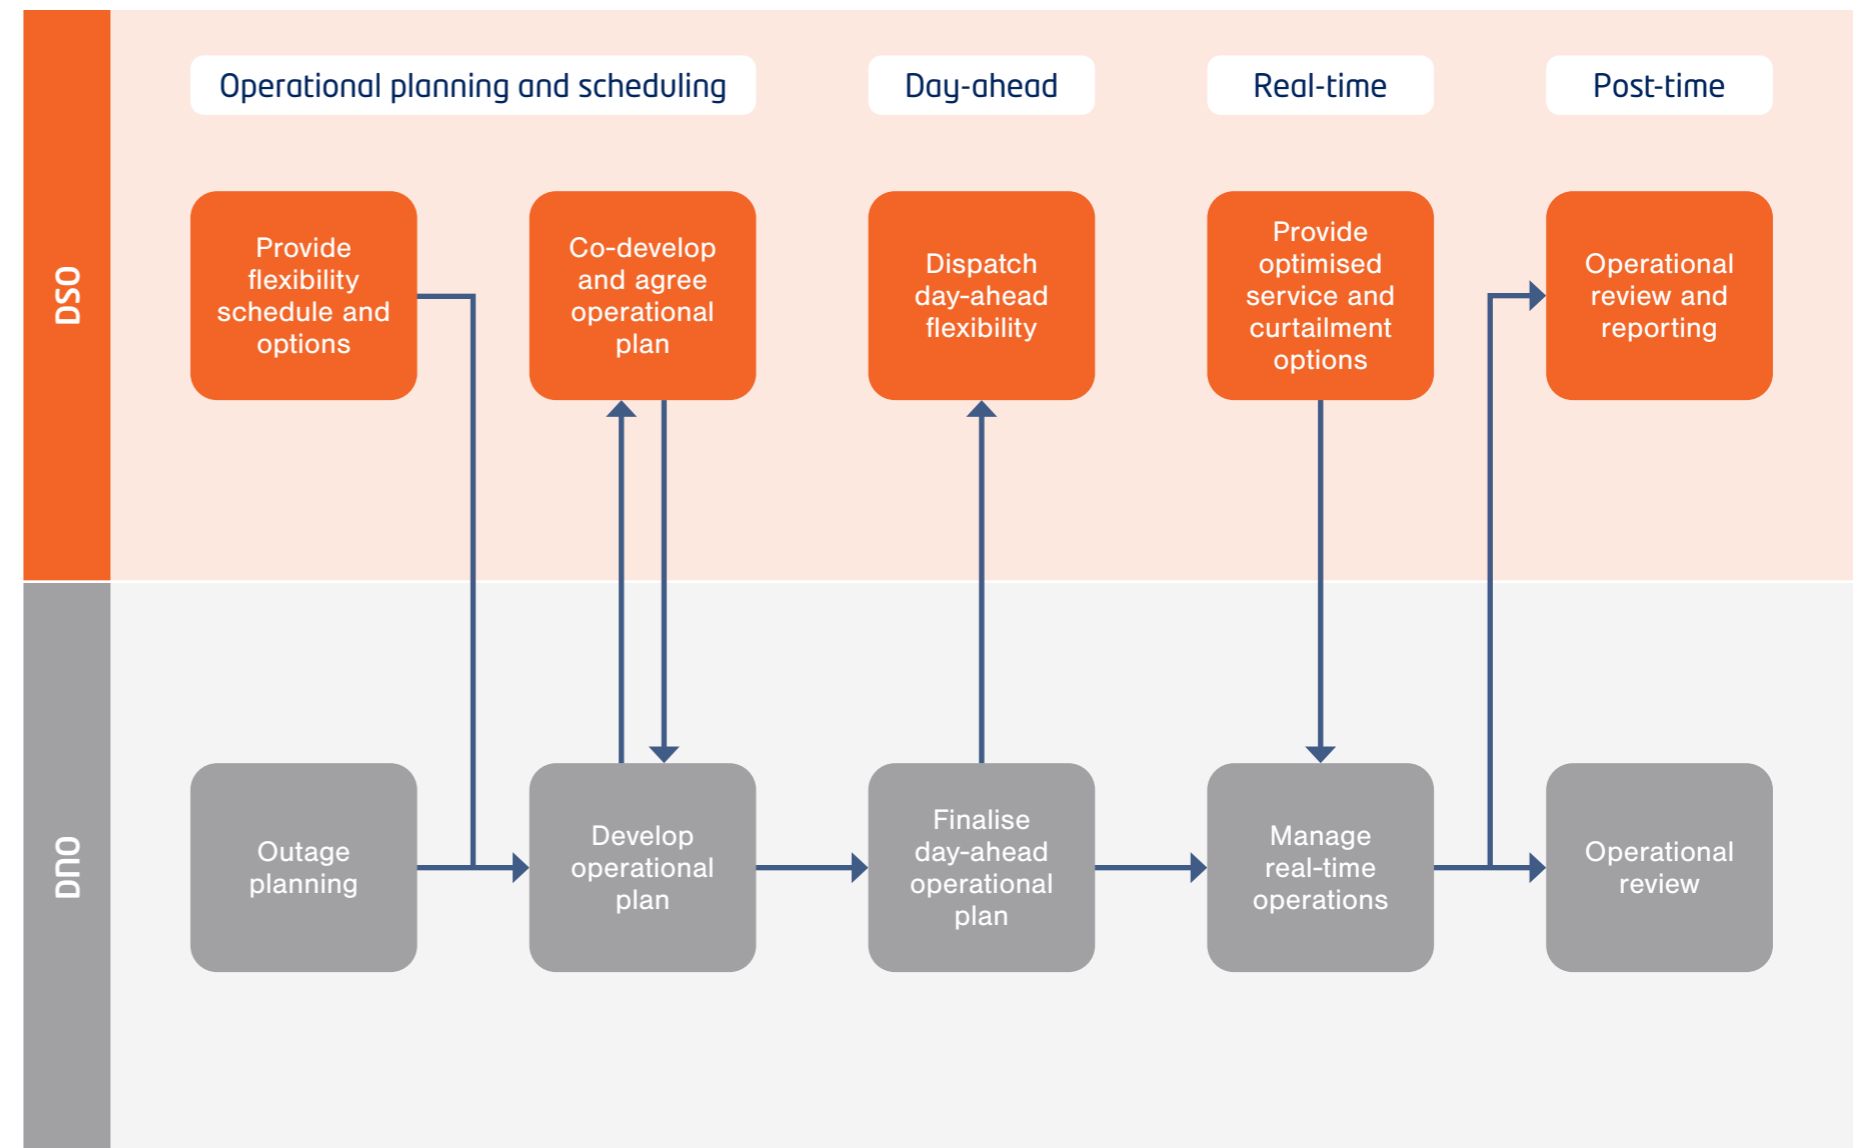 Operational planning and scheduling
Day-ahead
Real-time
Post-time
DSO
Provide
flexibility
schedule and
options
Co-develop
and agree
operational
plan
Dispatch
day-ahead
flexibility
Provide
optimised
service and
curtailment
options
Operational
review and
reporting
DNO
Outage
planning
Develop
operational
plan
Finalise
day-ahead
operational
plan
Manage
real-time
operations
Operational
review